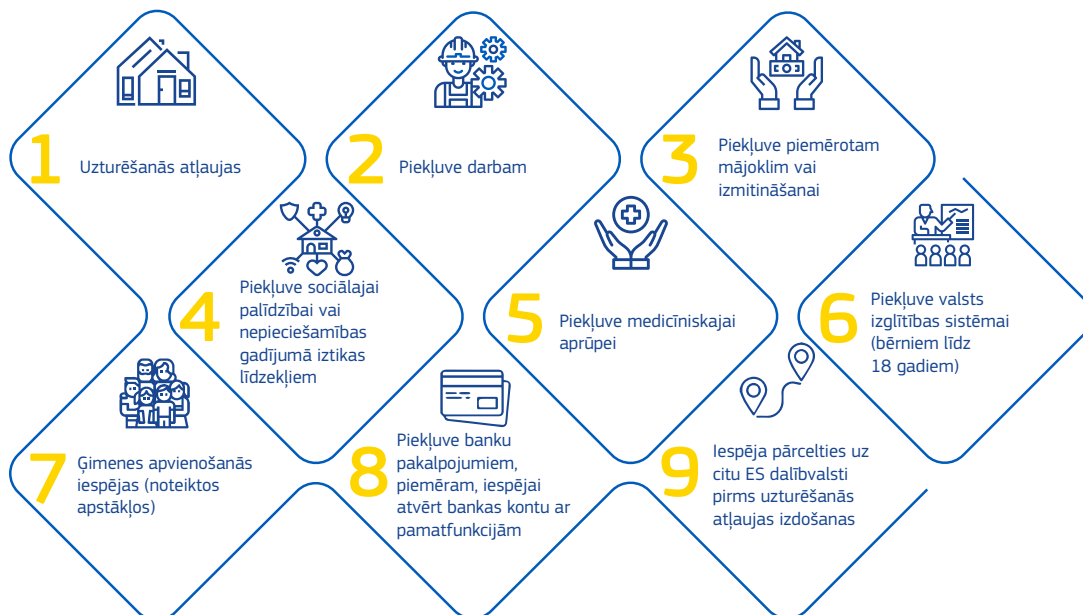 1
Uzturēšanās atļaujas
2
Piekļuve darbam
3
Piekļuve piemērotam
mājoklim vai
izmitināšanai
4
Piekļuve sociālajai
palīdzībai vai
nepieciešamības
gadījumā iztikas
līdzekļiem
5
Piekļuve medicīniskajai
aprūpei
6
Piekļuve valsts
izglītības sistēmai
(bērniem līdz
18 gadiem)
7
Ģimenes apvienošanās
iespējas (noteiktos
apstākļos)
8
Piekļuve banku
pakalpojumiem,
piemēram, iespējai
atvērt bankas kontu ar
pamatfunkcijām
9
Iespēja pārcelties uz
citu ES dalībvalsti
pirms uzturēšanās
atļaujas izdošanas